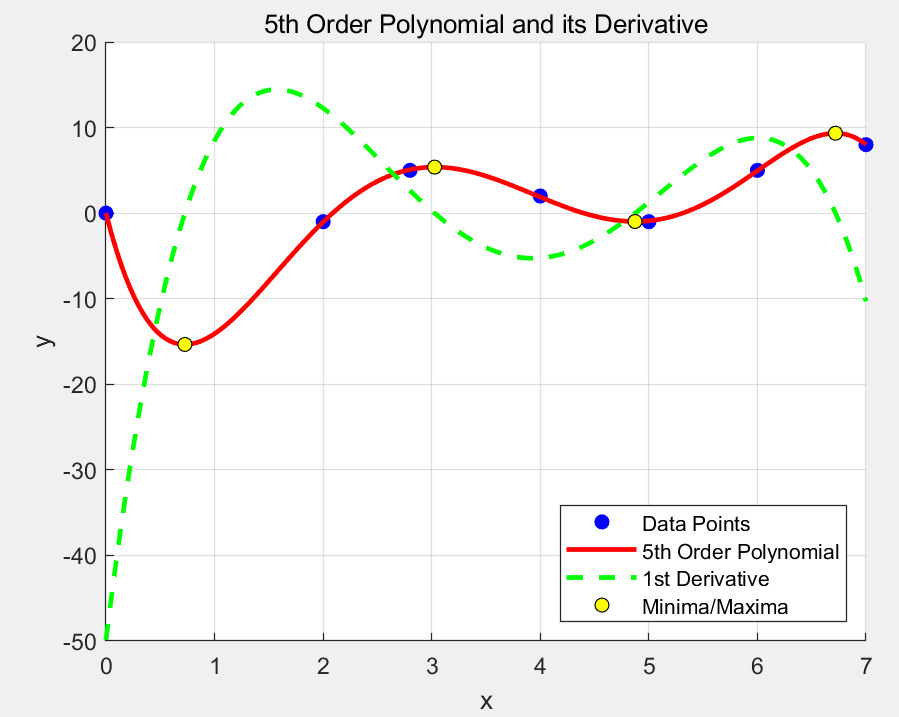 5th Order Polynomial and its Derivative
20
10
0
-10
-20
-30
-40
-50
y
0 1 2 3 4 5 6 7
x
Data Points
5th Order Polynomial
1st Derivative
Minima/Maxima